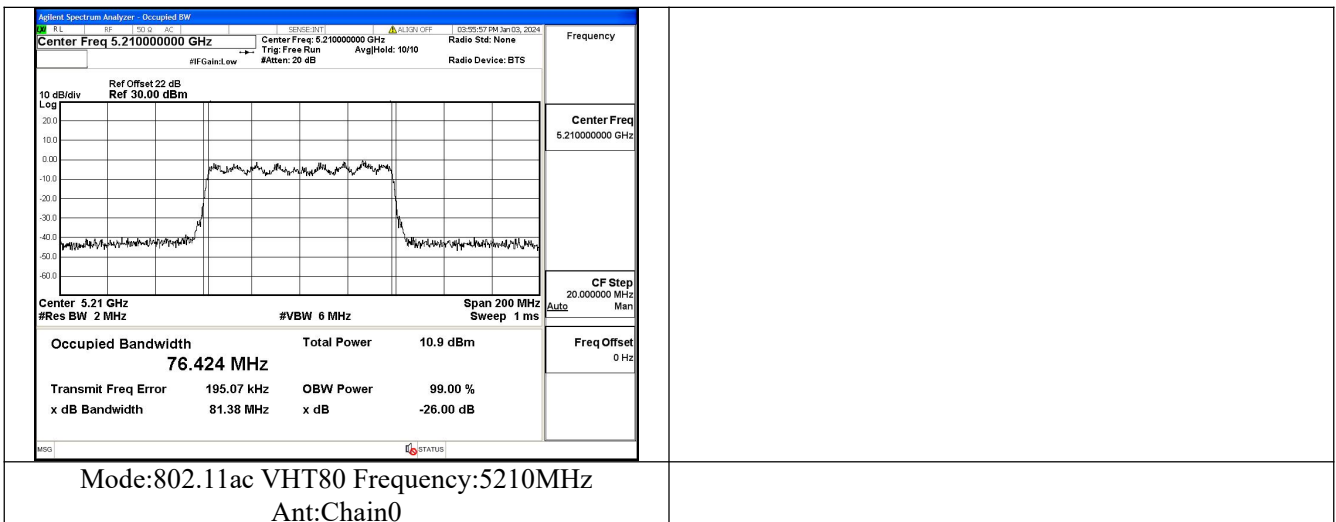 Agilent Spectrum Analyzer - Occupied BW
RL RF 50 Ω AC SENSE:INT ALIGN OFF 03:55:57 PM Jan 03, 2024
Center Freq 5.210000000 GHz Center Freq: 5.210000000 GHz Radio Std: None Frequency
Trig: Free Run Avg|Hold: 10/10
#IFGain:Low #Atten: 20 dB Radio Device: BTS
Ref Offset 22 dB
10 dB/div Ref 30.00 dBm
Log
20.0
10.0
0.00
-10.0
-20.0
-30.0
-40.0
-50.0
-60.0
Center Freq
5.210000000 GHz
CF Step
20.000000 MHz
Auto Man
Center 5.21 GHz Span 200 MHz
#Res BW 2 MHz #VBW 6 MHz Sweep 1 ms
Occupied Bandwidth Total Power 10.9 dBm
76.424 MHz
Freq Offset
0 Hz
Transmit Freq Error 195.07 kHz OBW Power 99.00 %
x dB Bandwidth 81.38 MHz x dB -26.00 dB
MSG STATUS
Mode:802.11ac VHT80 Frequency:5210MHz
Ant:Chain0